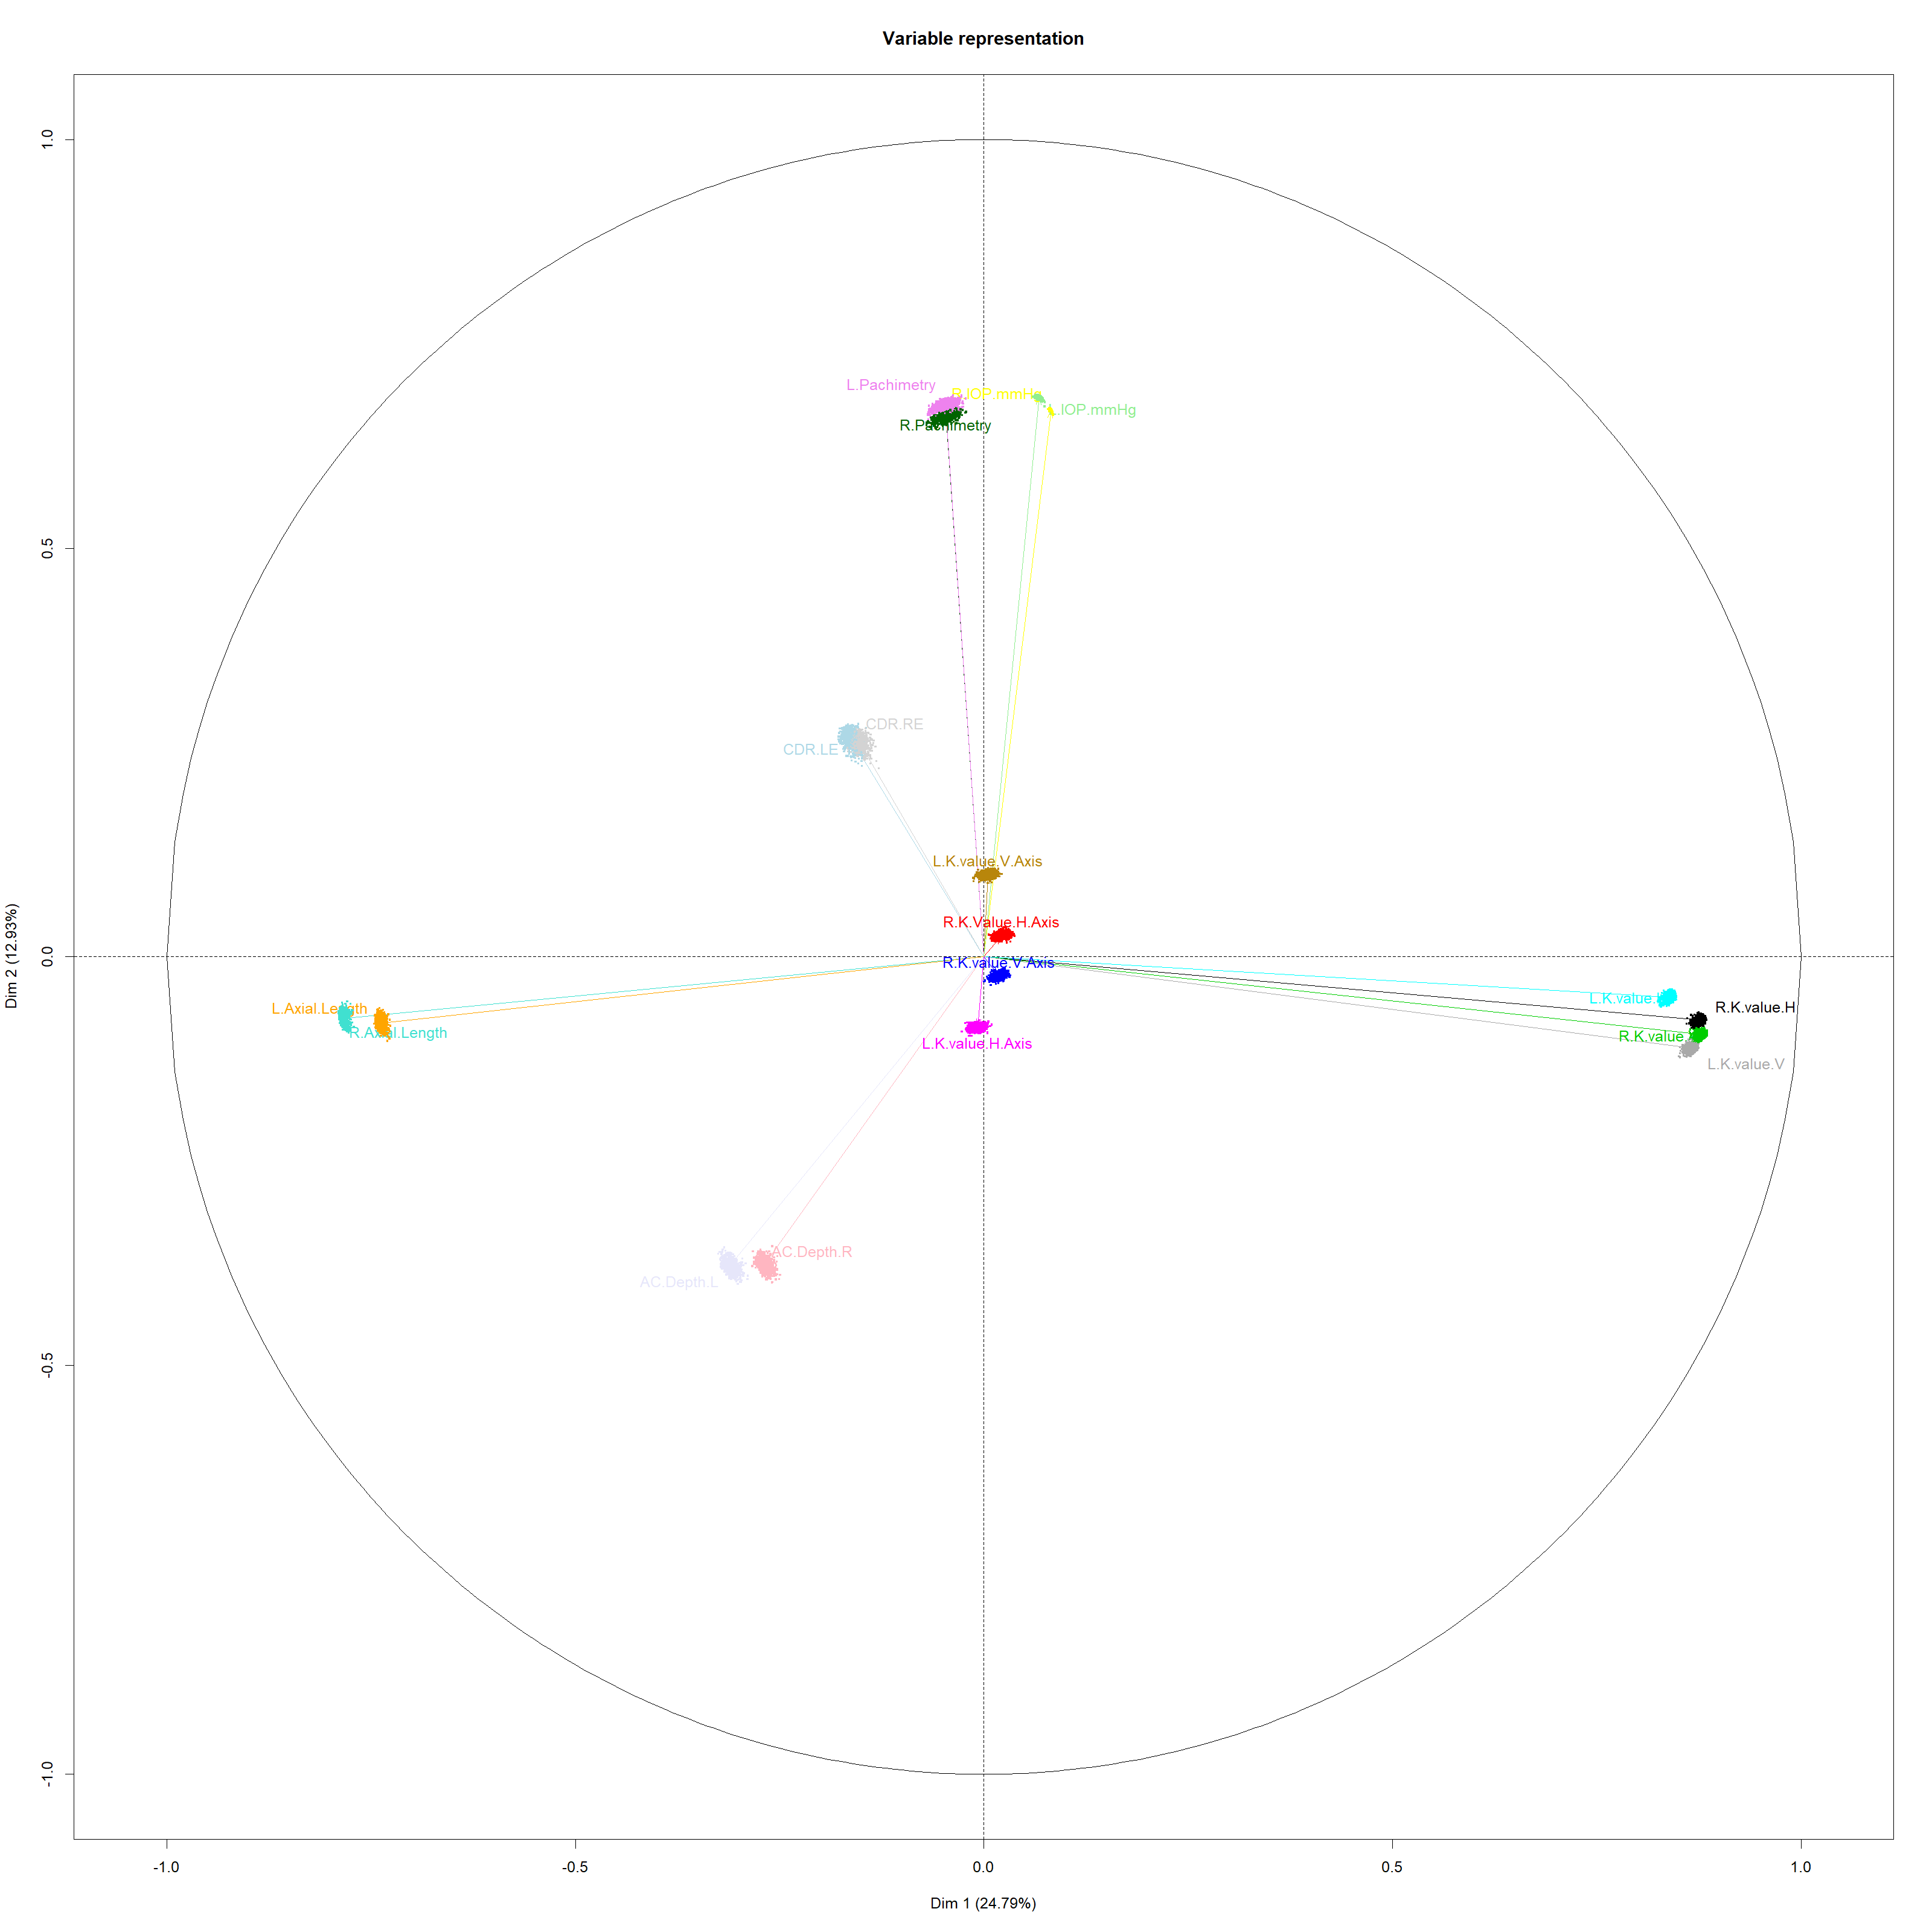 Variable representation
1.0
L.Pachimetry
R.IOP.mmHg
L.IOP.mmHg
R.Pachimetry
0.5
CDR.RE
CDR.LE
L.K.value.V.Axis
R.K.Value.H.Axis
0.0
R.K.value.V.Axis
Dim 2 (12.93%)
L.K.value.
R.K.value.H
L.Axial.Length
R.Axial.Length
R.K.value.
L.K.value.H.Axis
L.K.value.V
AC.Depth.R
AC.Depth.L
-0.5
-1.0
-1.0
-0.5
0.0
0.5
1.0
Dim 1 (24.79%)